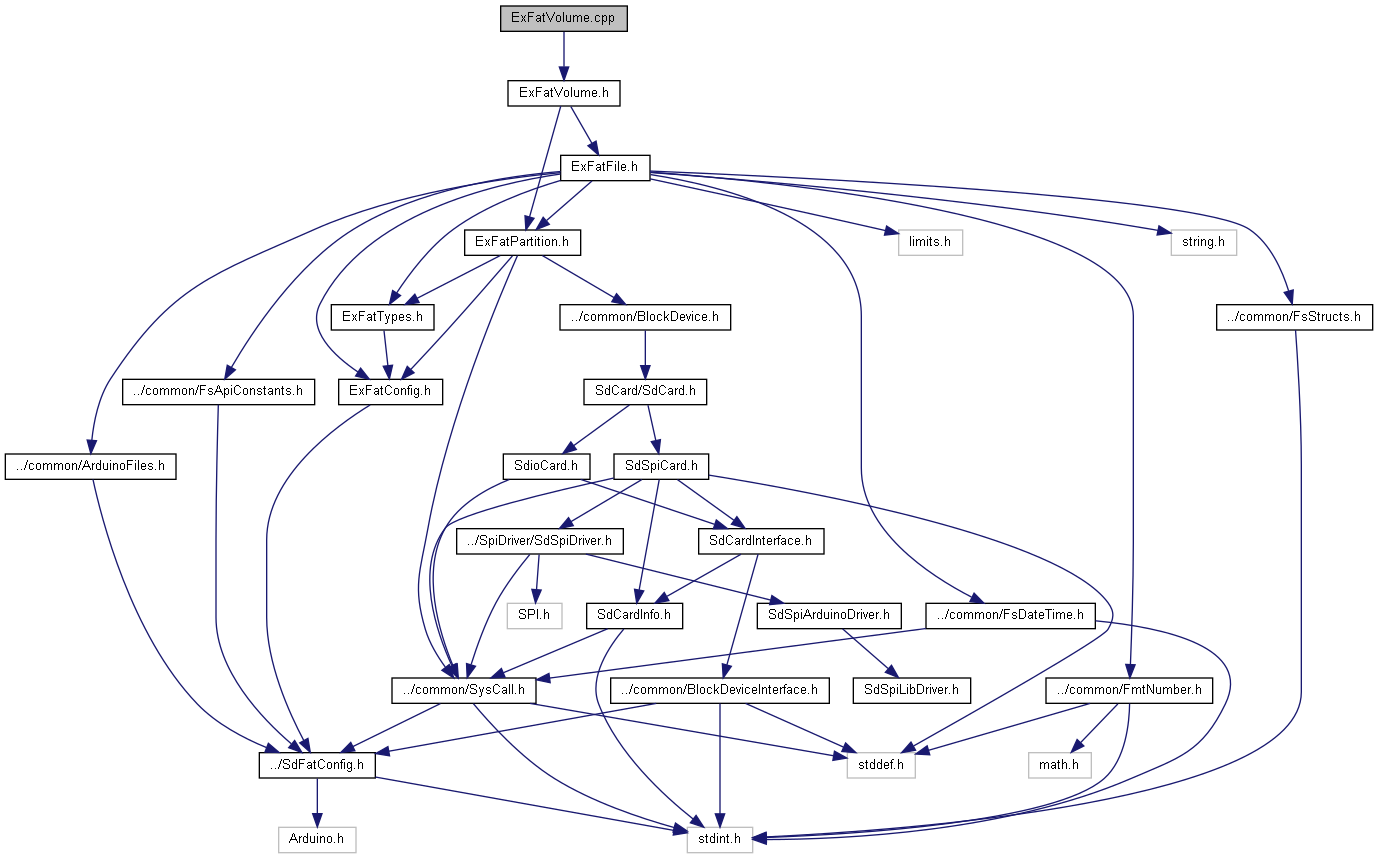 ExFatVolume.cpp
ExFatVolume.h
ExFatFile.h
ExFatPartition.h
limits.h
string.h
ExFatTypes.h
../common/BlockDevice.h
../common/FsStructs.h
../common/FsApiConstants.h
ExFatConfig.h
SdCard/SdCard.h
../common/ArduinoFiles.h
SdioCard.h
SdSpiCard.h
../SpiDriver/SdSpiDriver.h
SdCardInterface.h
SPI.h
SdCardInfo.h
SdSpiArduinoDriver.h
../common/FsDateTime.h
../common/SysCall.h
../common/BlockDeviceInterface.h
SdSpiLibDriver.h
../common/FmtNumber.h
../SdFatConfig.h
stddef.h
math.h
Arduino.h
stdint.h